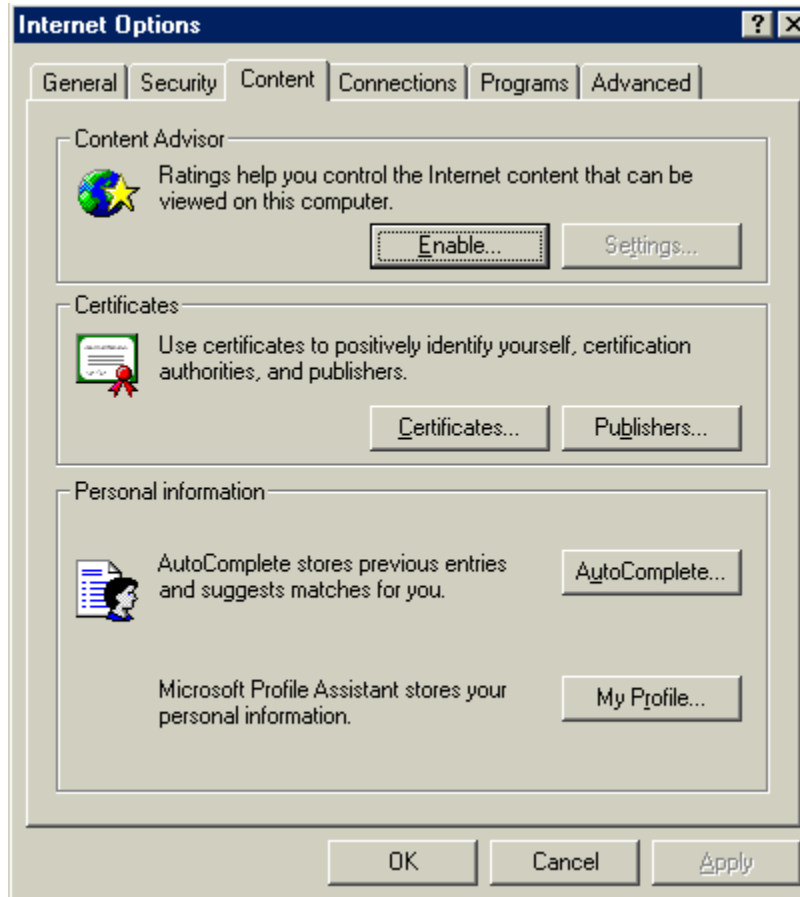 Internet Options
General Security Content Connections Programs Advanced
Content Advisor
Ratings help you control the Internet content that can be
viewed on this computer.
Enable... Settings...
Certificates
Use certificates to positively identify yourself, certification
authorities, and publishers.
Certificates... Publishers...
Personal information
AutoComplete stores previous entries
and suggests matches for you.
AutoComplete...
Microsoft Profile Assistant stores your
personal information.
My Profile...
OK Cancel Apply